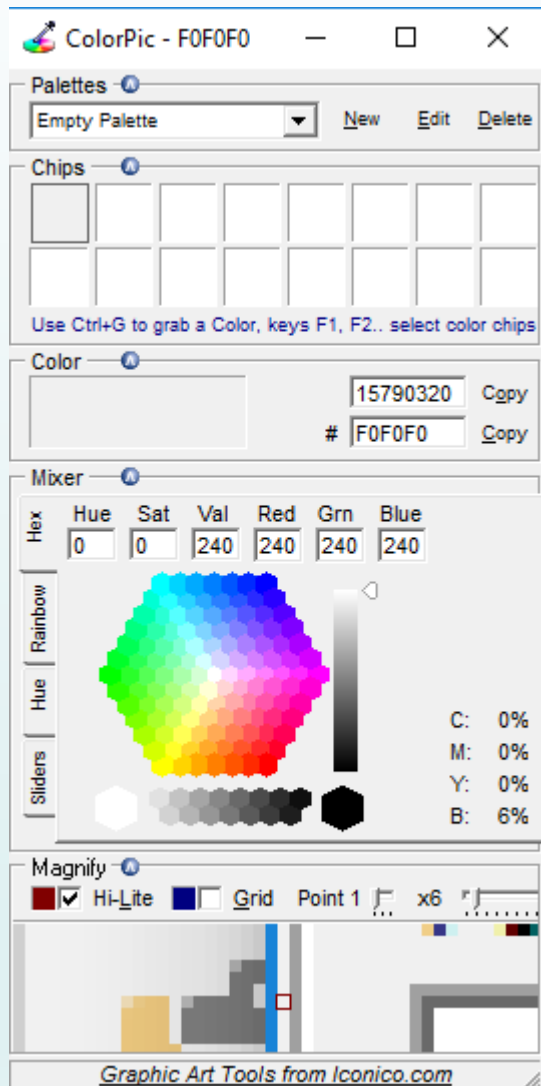 ColorPic - F0F0F0
Palettes
Empty Palette New Edit Delete
Chips
Use Ctrl+G to grab a Color, keys F1, F2.. select color chips
Color
15790320 Copy
# F0F0F0 Copy
Mixer
Hex
Rainbow
Hue
Sliders
Hue Sat Val Red Grn Blue
0 0 240 240 240 240
C: 0%
M: 0%
Y: 0%
B: 6%
Magnify
Hi-Lite Grid Point 1 x6
Graphic Art Tools from Iconico.com